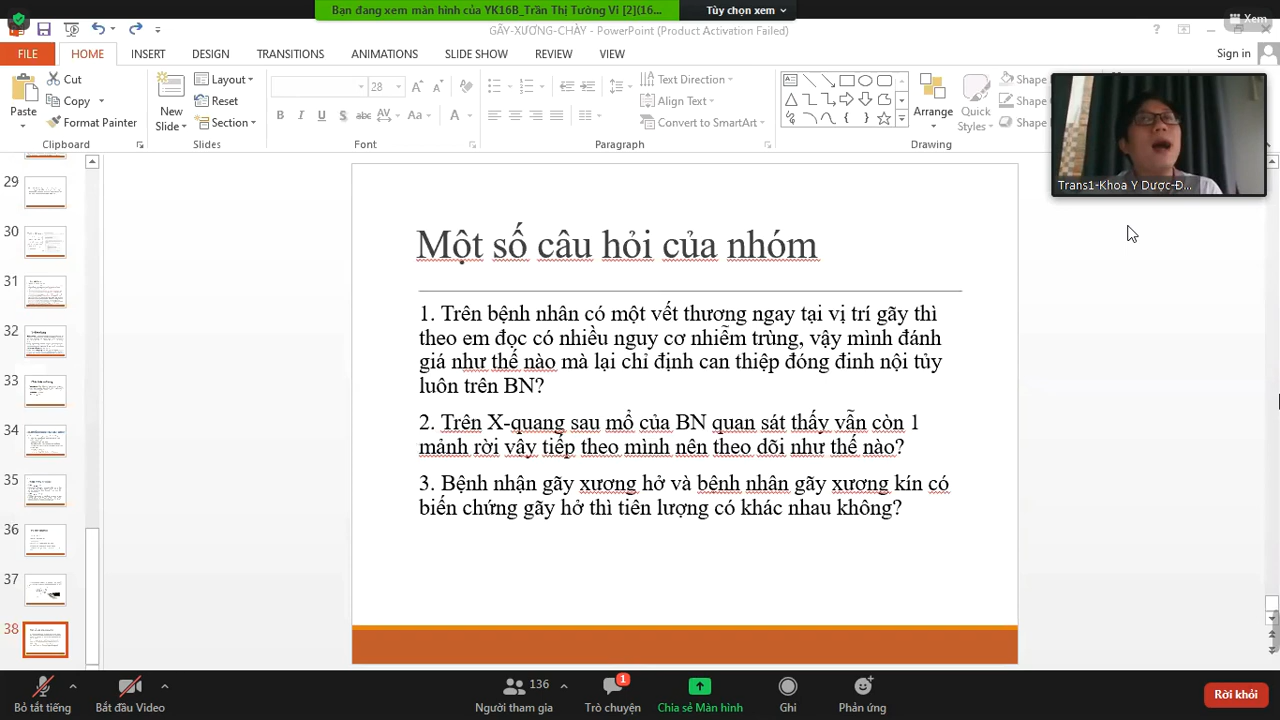 Bạn đang xem màn hình của YK16B_Trần Thị Tường Vi [2](16...
Tùy chọn xem
Xem
GÃY-XƯƠNG-CHÀY - PowerPoint (Product Activation Failed)
FILE
HOME
INSERT
DESIGN
TRANSITIONS
ANIMATIONS
SLIDE SHOW
REVIEW
VIEW
Sign in
Paste
Cut
Copy
Format Painter
Clipboard
New
Slide
Layout
Reset
Section
Slides
28
Font
Text Direction
Align Text
Convert to SmartArt
Paragraph
Arrange
Quick
Styles
Shape
Shape
Shape
Drawing
Trans1-Khoa Y Dược-Đ...
29
30
31
32
33
34
35
36
37
38
Một số câu hỏi của nhóm
1. Trên bệnh nhân có một vết thương ngay tại vị trí gãy thì
theo em đọc có nhiều nguy cơ nhiễm trùng, vậy mình đánh
giá như thế nào mà lại chỉ định can thiệp đóng đinh nội tủy
luôn trên BN?
2. Trên X-quang sau mổ của BN quan sát thấy vẫn còn 1
mảnh rời vậy tiếp theo mình nên theo dõi như thế nào?
3. Bệnh nhận gãy xương hở và bệnh nhân gãy xương kín có
biến chứng gãy hở thì tiên lượng có khác nhau không?
Bỏ tắt tiếng
Bắt đầu Video
136
Người tham gia
1
Trò chuyện
Chia sẻ Màn hình
Ghi
Phản ứng
Rời khỏi